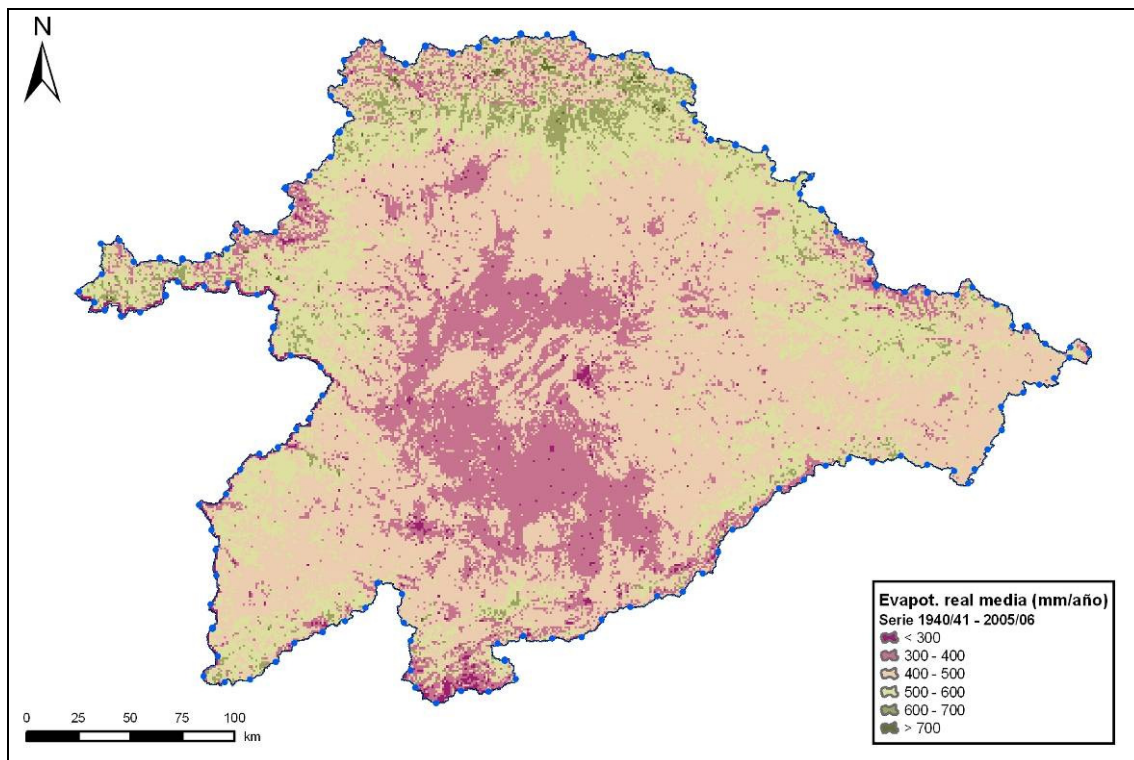 N
Evapot. real media (mm/año)
Serie 1940/41 - 2005/06
< 300
300 - 400
400 - 500
500 - 600
600 - 700
> 700
0 25 50 75 100
km